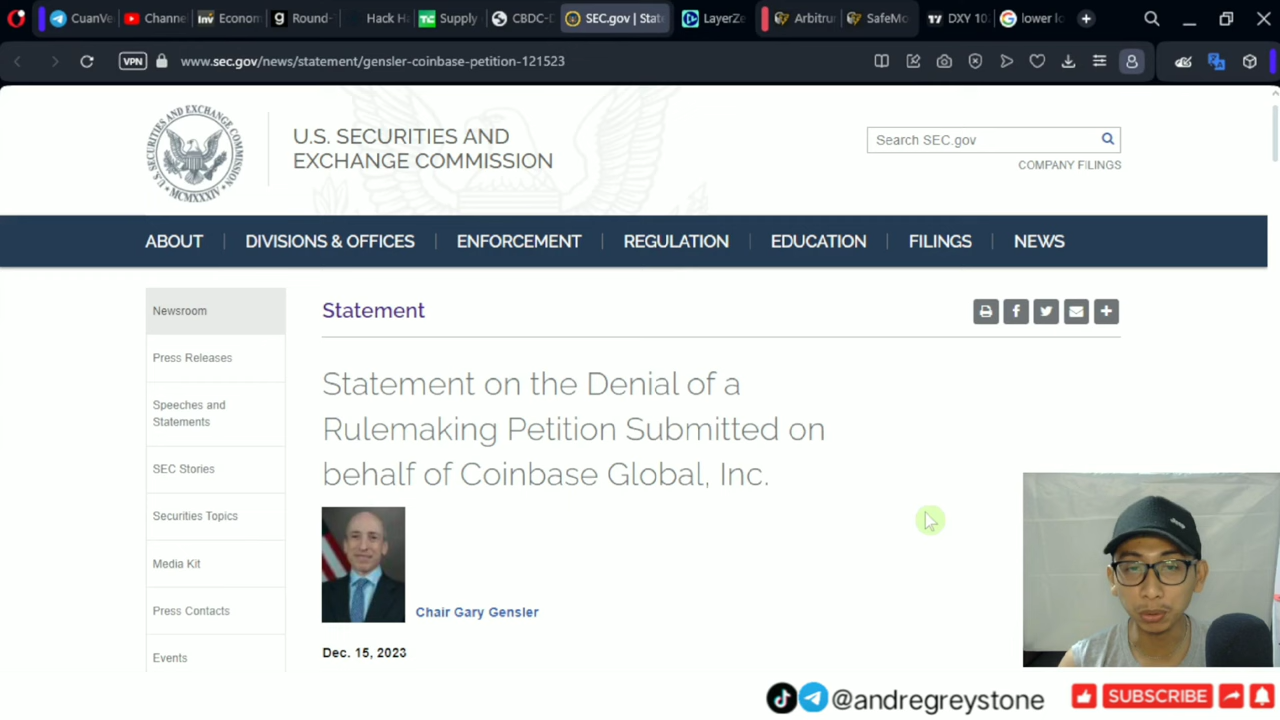 CuanVe
Channe
Econom
Round-
Hack Ha
Supply
CBDC-D
SEC.gov | State
LayerZe
Arbitrum
SafeMo
DXY 10
lower lo
VPN
www.sec.gov/news/statement/gensler-coinbase-petition-121523
U.S. SECURITIES AND
EXCHANGE COMMISSION
Search SEC.gov
COMPANY FILINGS
ABOUT
DIVISIONS & OFFICES
ENFORCEMENT
REGULATION
EDUCATION
FILINGS
NEWS
Newsroom
Press Releases
Speeches and
Statements
SEC Stories
Securities Topics
Media Kit
Press Contacts
Events
Statement
Statement on the Denial of a
Rulemaking Petition Submitted on
behalf of Coinbase Global, Inc.
Chair Gary Gensler
Dec. 15, 2023
@andregreystone
SUBSCRIBE